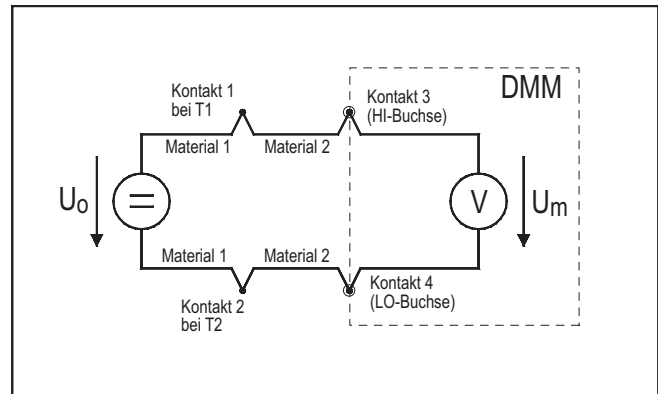 Kontakt 1
bei T1
Kontakt 3
(HI-Buchse)
DMM
Material 1
Material 2
Uo
=
V
Um
Material 1
Material 2
Kontakt 2
bei T2
Kontakt 4
(LO-Buchse)